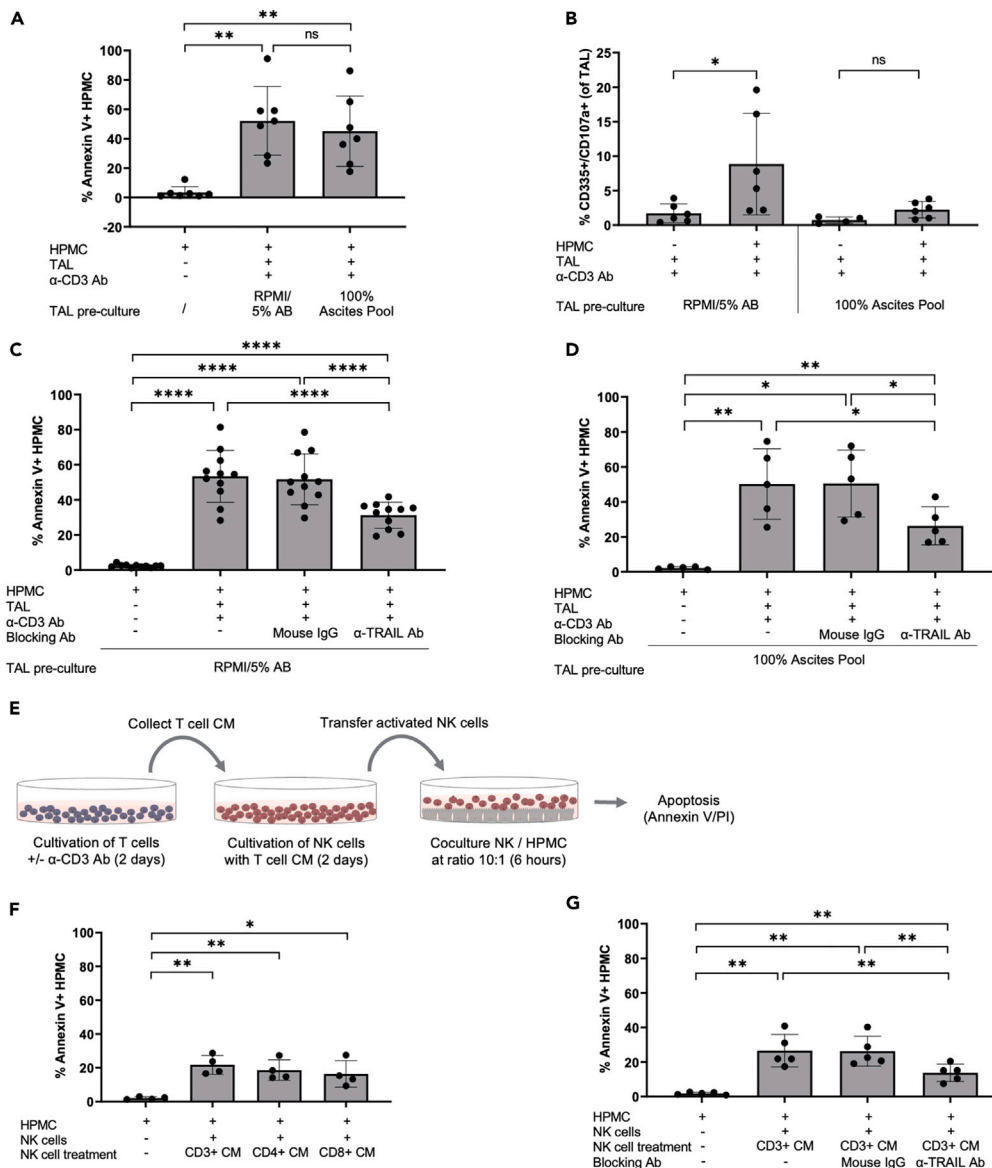 A
% Annexin V+ HPMC
100
80
60
40
20
0
-20
**
**
ns
HPMC + + +
TAL - + +
α-CD3 Ab - + +
TAL pre-culture / RPMI/ 5% AB 100% Ascites Pool
B
% CD335+/CD107a+ (of TAL)
25
20
15
10
5
0
*
ns
HPMC - + - +
TAL + + + +
α-CD3 Ab + + + +
TAL pre-culture RPMI/5% AB 100% Ascites Pool
C
% Annexin V+ HPMC
100
80
60
40
20
0
****
**** ****
**** ****
HPMC + + + +
TAL - + + +
α-CD3 Ab - + + +
Blocking Ab - - Mouse IgG α-TRAIL Ab
TAL pre-culture RPMI/5% AB
D
% Annexin V+ HPMC
100
80
60
40
20
0
**
* *
** *
HPMC + + + +
TAL - + + +
α-CD3 Ab - + + +
Blocking Ab - - Mouse IgG α-TRAIL Ab
TAL pre-culture 100% Ascites Pool
E
Collect T cell CM
Transfer activated NK cells
Cultivation of T cells
+/- α-CD3 Ab (2 days)
Cultivation of NK cells
with T cell CM (2 days)
Coculture NK / HPMC
at ratio 10:1 (6 hours)
Apoptosis
(Annexin V/PI)
F
% Annexin V+ HPMC
100
80
60
40
20
0
*
**
**
HPMC + + + +
NK cells - + + +
NK cell treatment - CD3+ CM CD4+ CM CD8+ CM
G
% Annexin V+ HPMC
100
80
60
40
20
0
**
** **
** **
HPMC + + + +
NK cells - + + +
NK cell treatment - CD3+ CM CD3+ CM CD3+ CM
Blocking Ab - - Mouse IgG α-TRAIL Ab